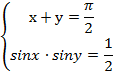 { x + y = π/2
sinx · siny = 1/2